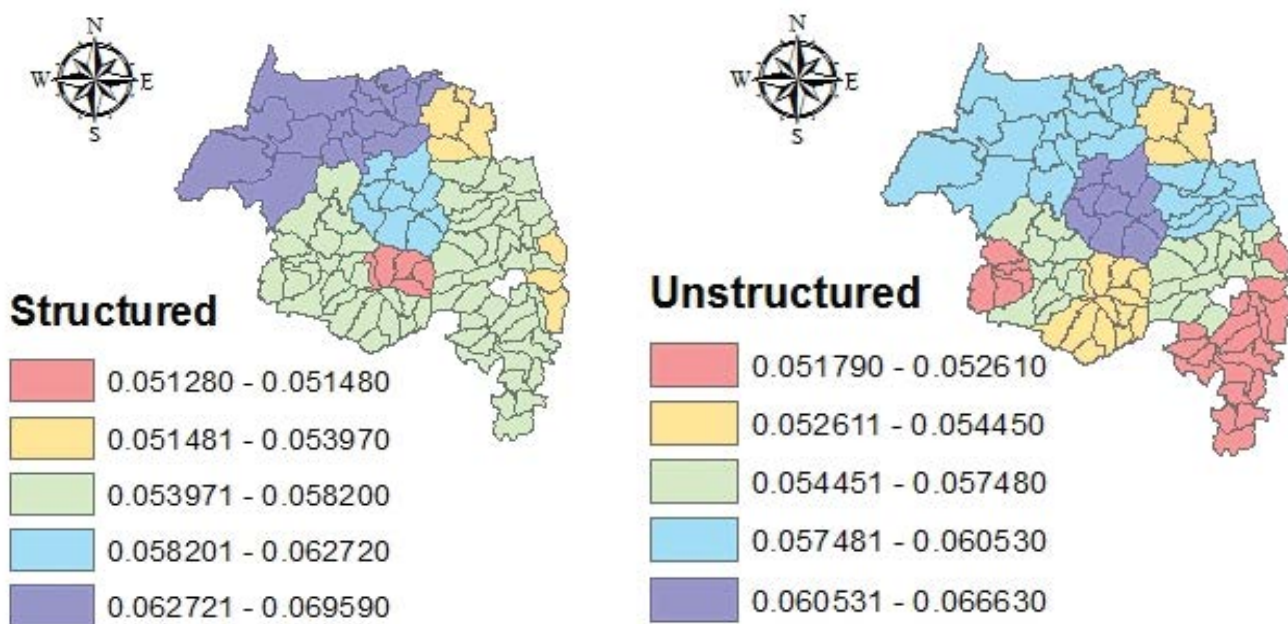 N
W E
S
Structured
0.051280 - 0.051480
0.051481 - 0.053970
0.053971 - 0.058200
0.058201 - 0.062720
0.062721 - 0.069590
N
W E
S
Unstructured
0.051790 - 0.052610
0.052611 - 0.054450
0.054451 - 0.057480
0.057481 - 0.060530
0.060531 - 0.066630